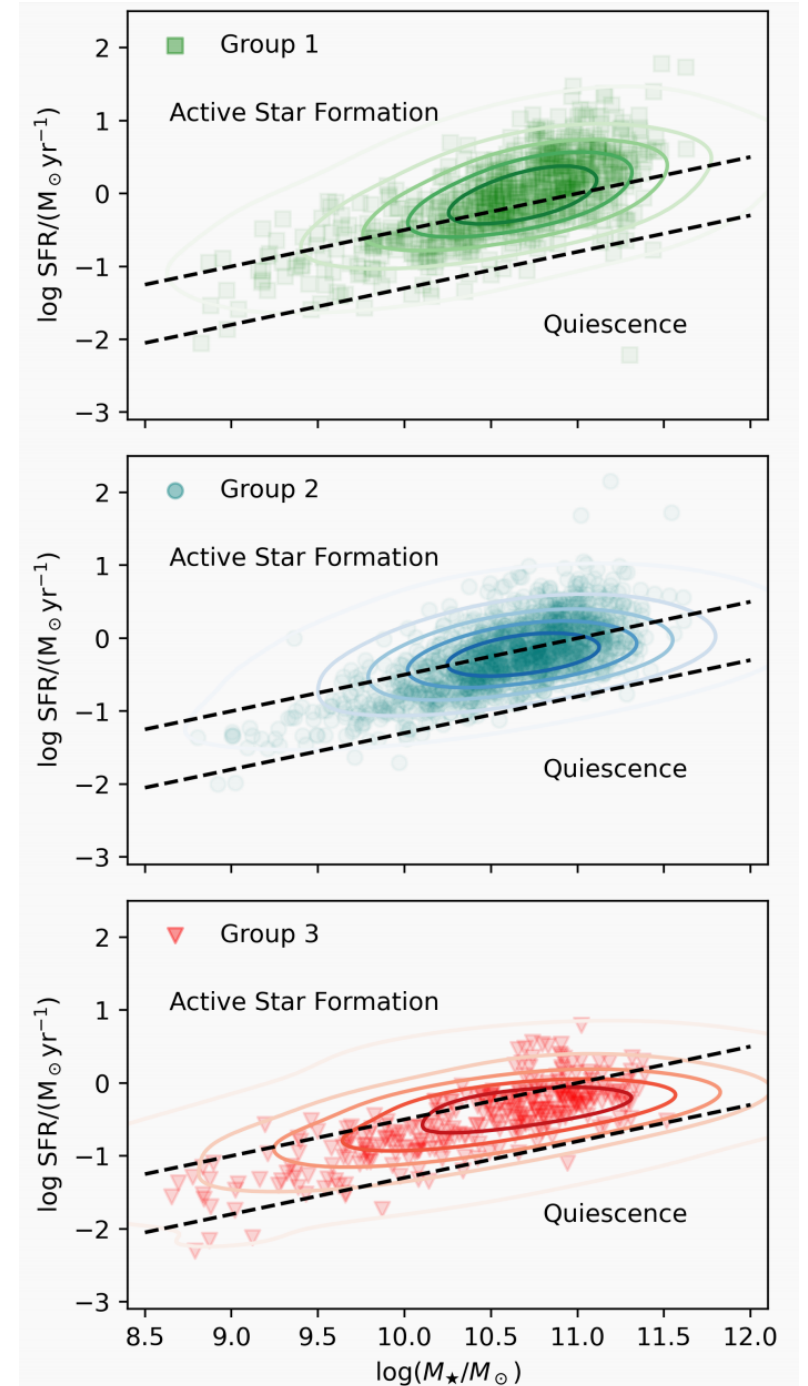 Group 1
Active Star Formation
Quiescence
log SFR/(M⊙ yr⁻¹)
2
1
0
−1
−2
−3
Group 2
Active Star Formation
Quiescence
log SFR/(M⊙ yr⁻¹)
2
1
0
−1
−2
−3
Group 3
Active Star Formation
Quiescence
log SFR/(M⊙ yr⁻¹)
2
1
0
−1
−2
−3
8.5 9.0 9.5 10.0 10.5 11.0 11.5 12.0
log(M★/M⊙)